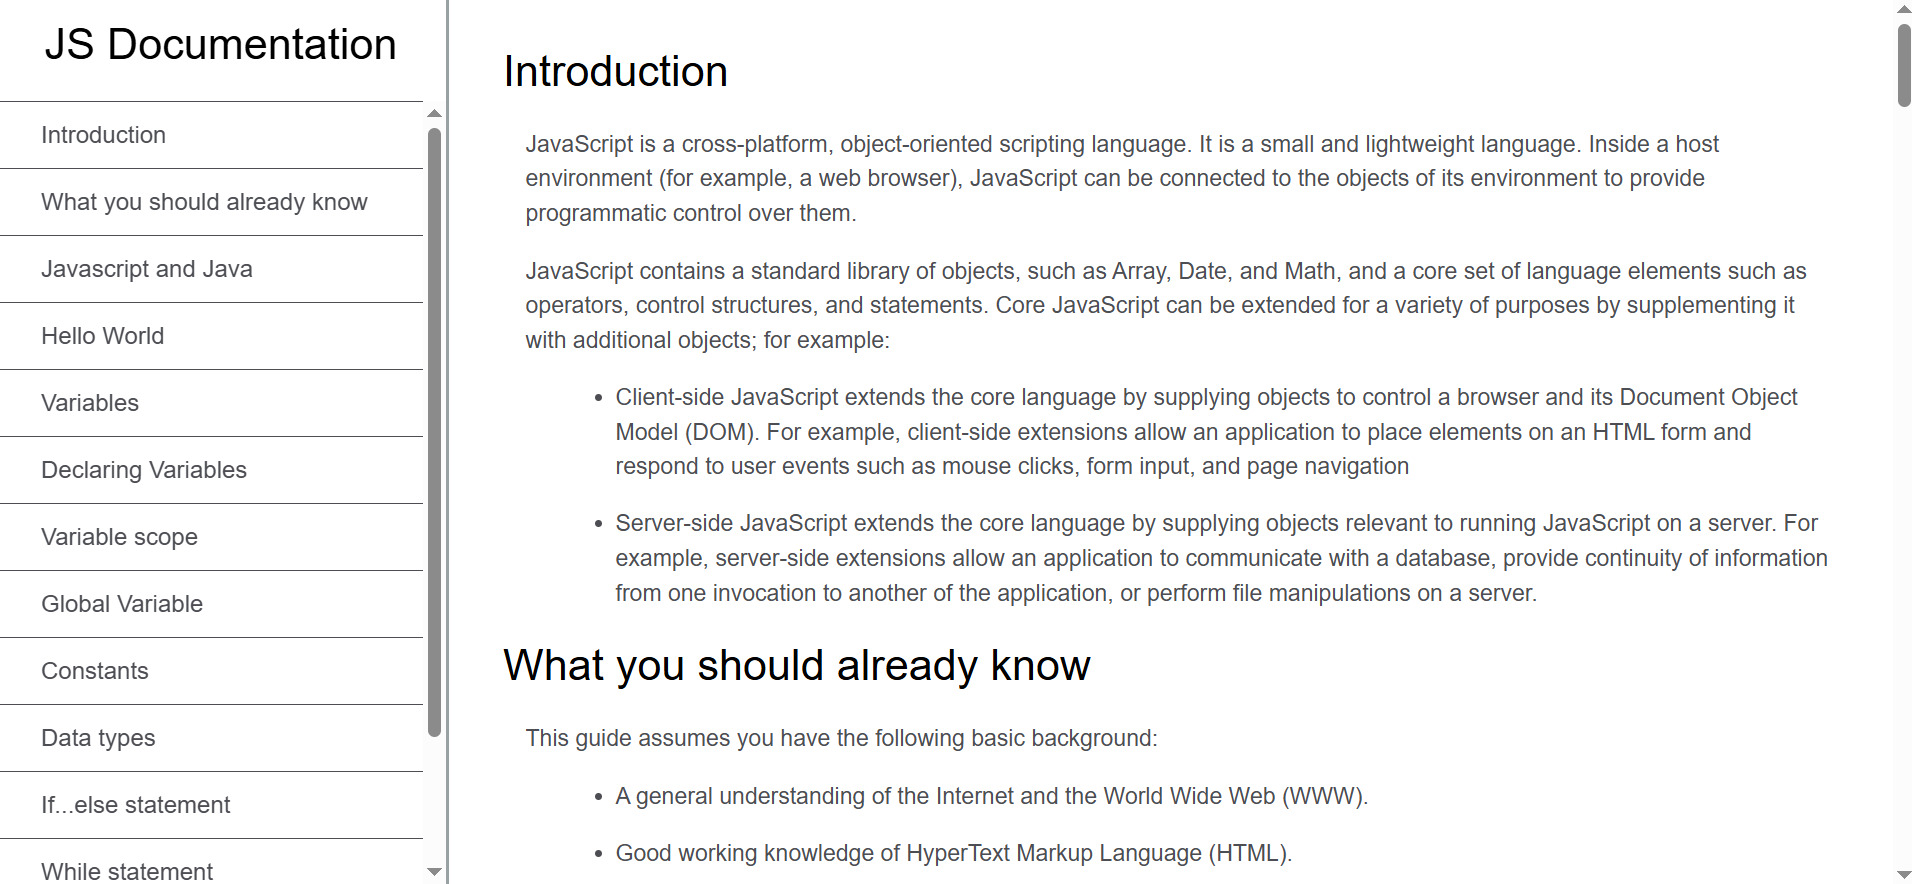 JS Documentation
Introduction
What you should already know
Javascript and Java
Hello World
Variables
Declaring Variables
Variable scope
Global Variable
Constants
Data types
If...else statement
While statement
Introduction
JavaScript is a cross-platform, object-oriented scripting language. It is a small and lightweight language. Inside a host
environment (for example, a web browser), JavaScript can be connected to the objects of its environment to provide
programmatic control over them.
JavaScript contains a standard library of objects, such as Array, Date, and Math, and a core set of language elements such as
operators, control structures, and statements. Core JavaScript can be extended for a variety of purposes by supplementing it
with additional objects; for example:
• Client-side JavaScript extends the core language by supplying objects to control a browser and its Document Object
Model (DOM). For example, client-side extensions allow an application to place elements on an HTML form and
respond to user events such as mouse clicks, form input, and page navigation
• Server-side JavaScript extends the core language by supplying objects relevant to running JavaScript on a server. For
example, server-side extensions allow an application to communicate with a database, provide continuity of information
from one invocation to another of the application, or perform file manipulations on a server.
What you should already know
This guide assumes you have the following basic background:
• A general understanding of the Internet and the World Wide Web (WWW).
• Good working knowledge of HyperText Markup Language (HTML).